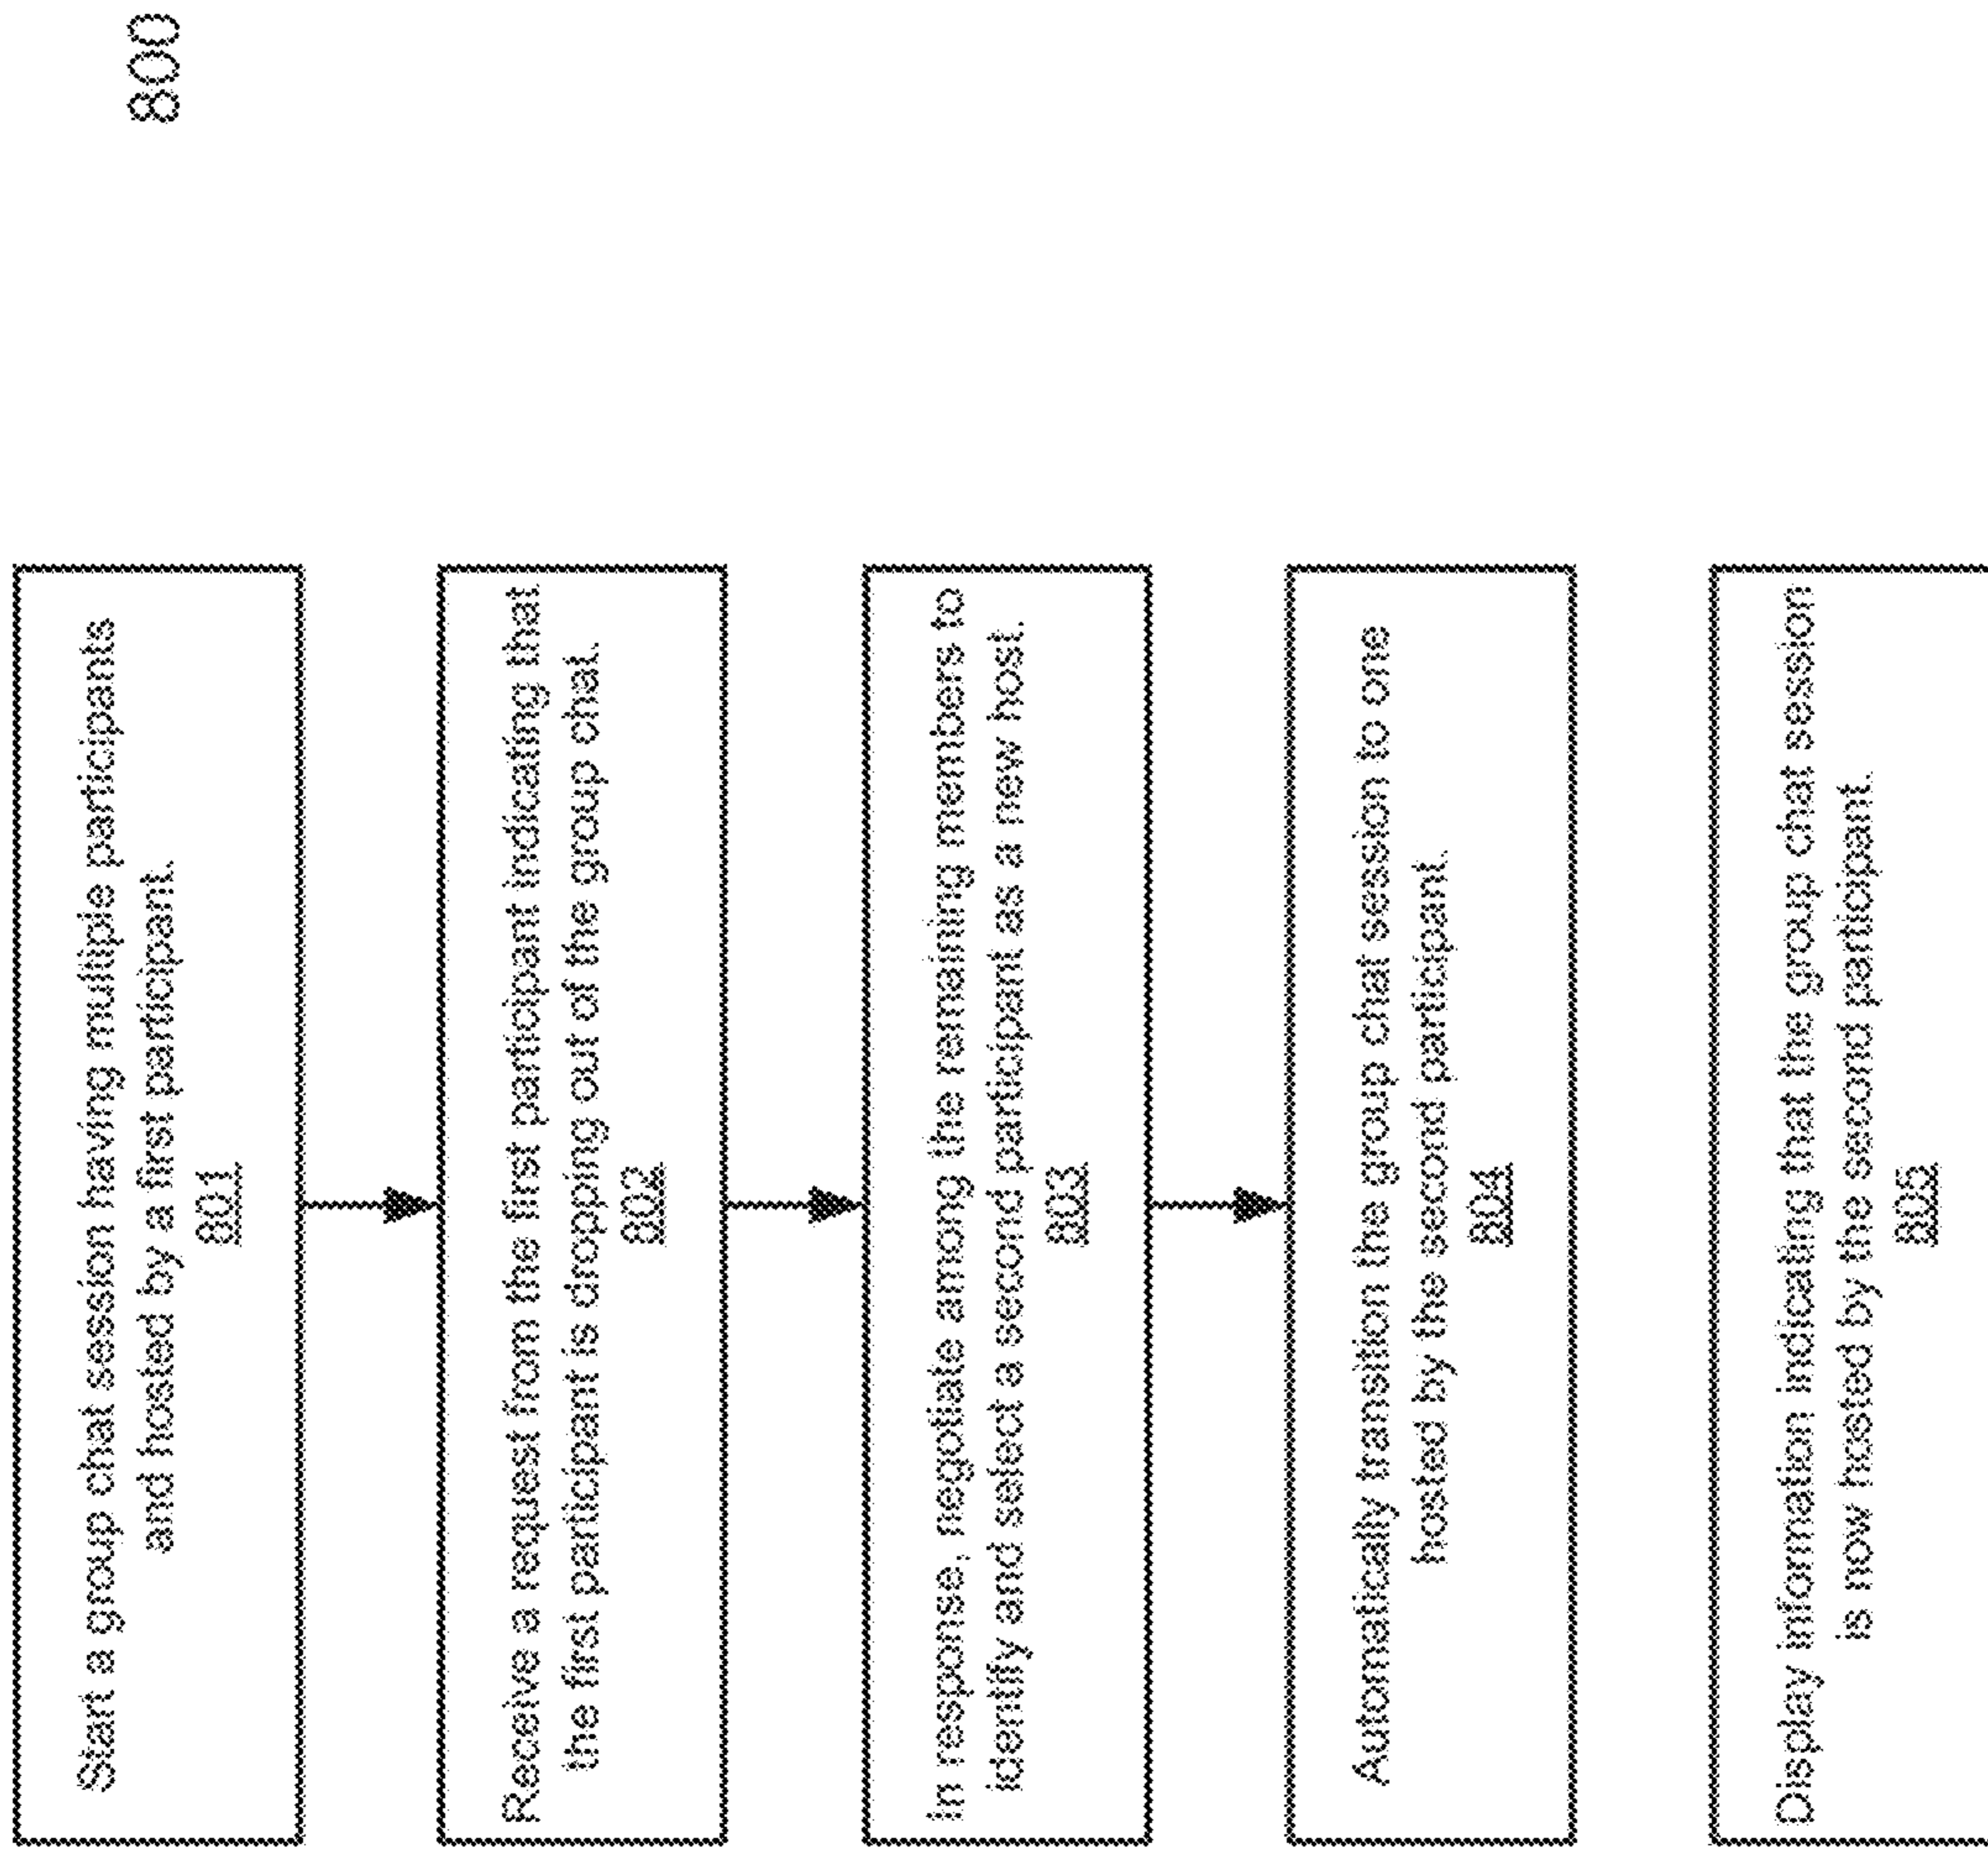 800
Start a group chat session having multiple participants
and hosted by a first participant.
801
Receive a request from the first participant indicating that
the first participant is dropping out of the group chat.
802
In response, negotiate among the remaining members to
identify and select a second participant as a new host.
803
Automatically transition the group chat session to one
hosted by the second participant.
804
Display information indicating that the group chat session
is now hosted by the second participant.
805